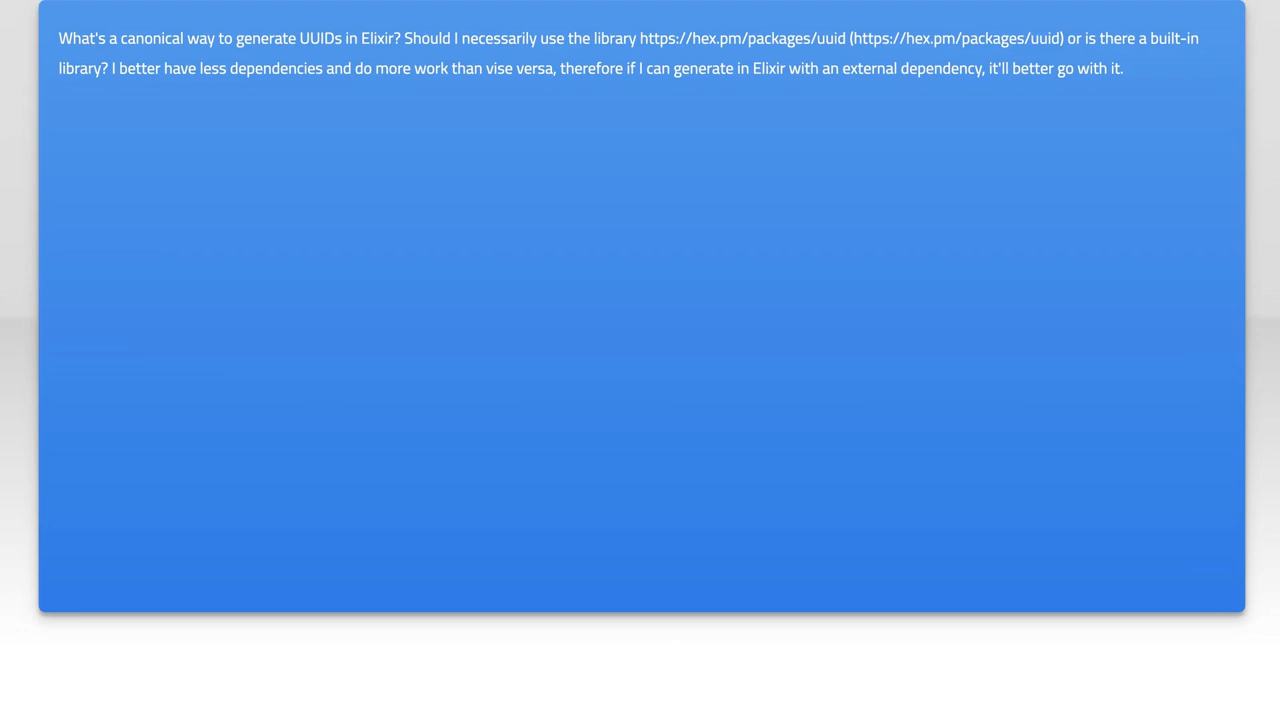 What's a canonical way to generate UUIDs in Elixir? Should I necessarily use the library https://hex.pm/packages/uuid (https://hex.pm/packages/uuid) or is there a built-in
library? I better have less dependencies and do more work than vise versa, therefore if I can generate in Elixir with an external dependency, it'll better go with it.